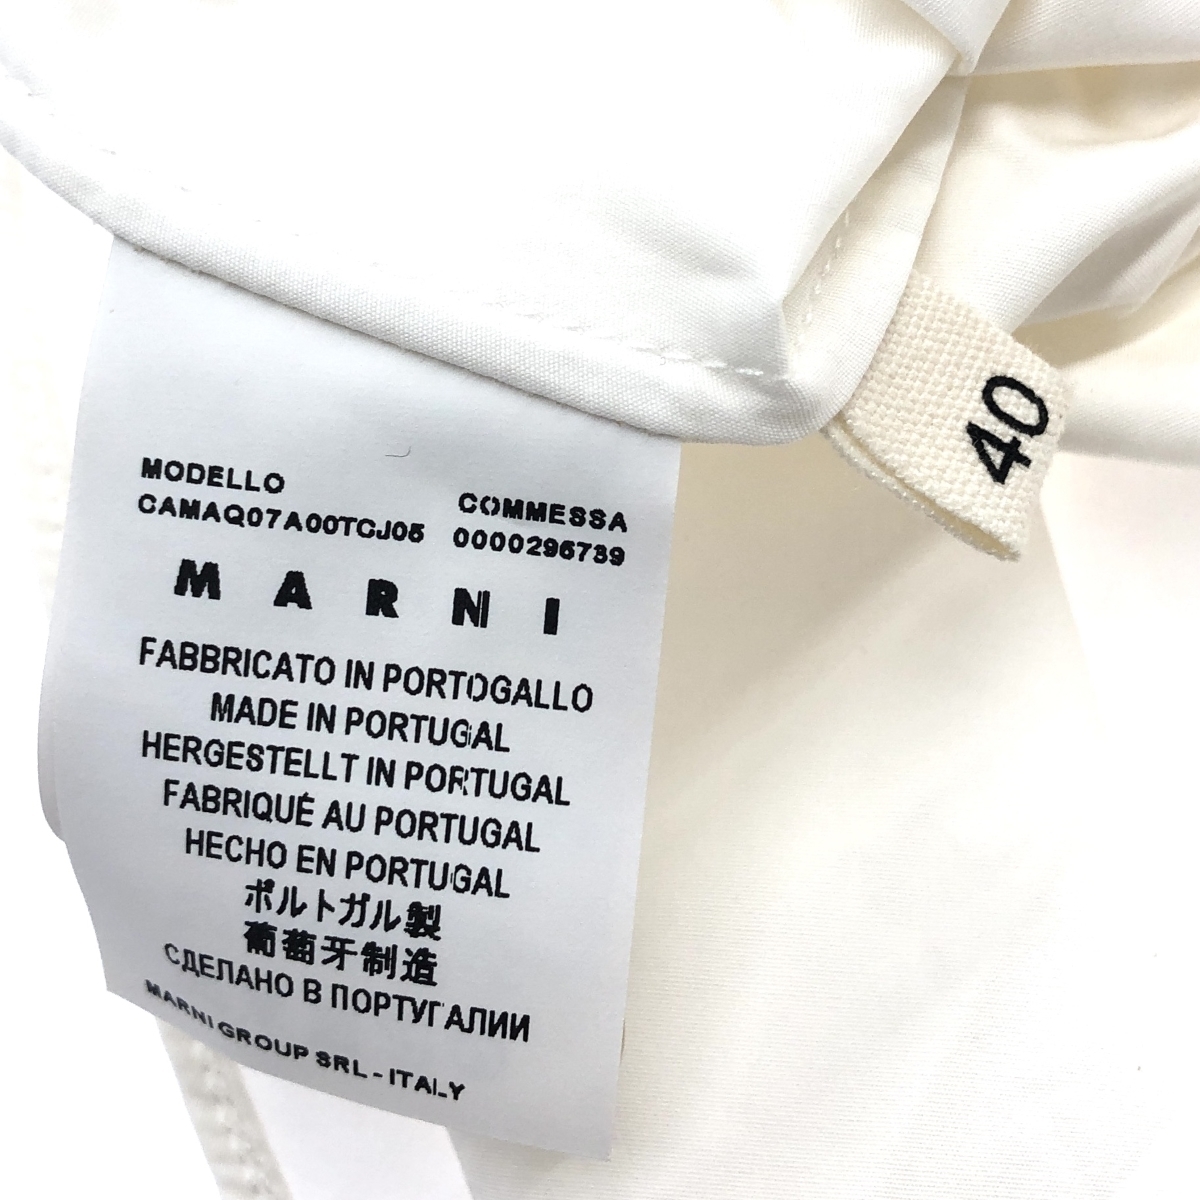 MODELLO
CAMAQ07A00TCJ05
COMMESSA
0000296739
MARNI
FABBRICATO IN PORTOGALLO
MADE IN PORTUGAL
HERGESTELLT IN PORTUGAL
FABRIQUÉ AU PORTUGAL
HECHO EN PORTUGAL
ポルトガル製
葡萄牙制造
СДЕЛАНО В ПОРТУГАЛИИ
MARNI GROUP SRL - ITALY
40